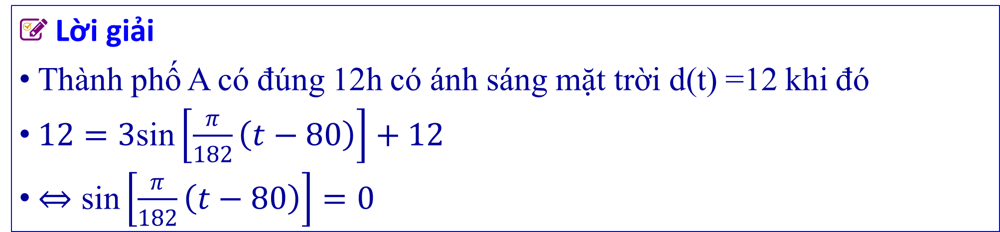 Lời giải
• Thành phố A có đúng 12h có ánh sáng mặt trời d(t) =12 khi đó
• 12 = 3sin [π/182 (t − 80)] + 12
• ⇔ sin [π/182 (t − 80)] = 0